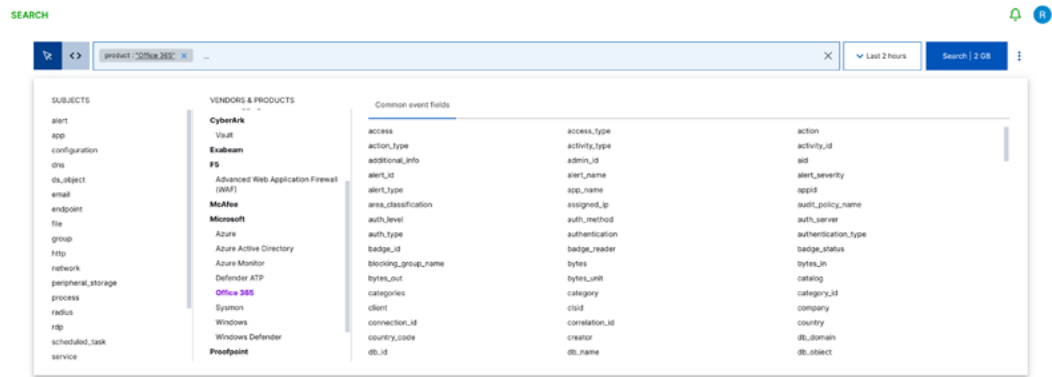 SEARCH
R
product : "Office 365" × ...
Last 2 hours
Search | 2 GB
SUBJECTS
alert
app
configuration
dns
ds_object
email
endpoint
file
group
http
network
peripheral_storage
process
radius
rdp
scheduled_task
service
VENDORS & PRODUCTS
CyberArk
Vault
Exabeam
F5
Advanced Web Application Firewall
(WAF)
McAfee
Microsoft
Azure
Azure Active Directory
Azure Monitor
Defender ATP
Office 365
Sysmon
Windows
Windows Defender
Proofpoint
Common event fields
access access_type action
action_type activity_type activity_id
additional_info admin_id aid
alert_id alert_name alert_severity
alert_type app_name appid
area_classification assigned_ip audit_policy_name
auth_level auth_method auth_server
auth_type authentication authentication_type
badge_id badge_reader badge_status
blocking_group_name bytes bytes_in
bytes_out bytes_unit catalog
categories category category_id
client clsid company
connection_id correlation_id country
country_code creator db_domain
db_id db_name db_object